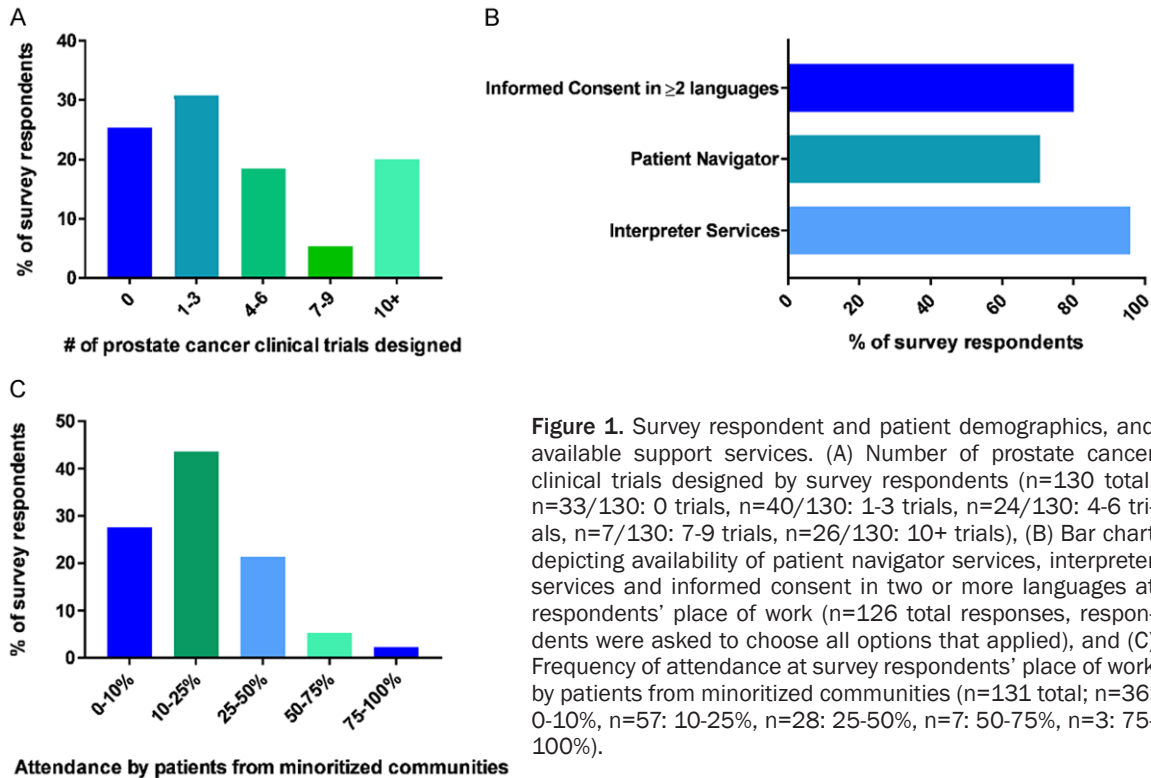 A
% of survey respondents
40
30
20
10
0
0
1-3
4-6
7-9
10+
# of prostate cancer clinical trials designed
B
Informed Consent in ≥2 languages
Patient Navigator
Interpreter Services
0
20
40
60
80
100
% of survey respondents
C
% of survey respondents
50
40
30
20
10
0
0-10%
10-25%
25-50%
50-75%
75-100%
Attendance by patients from minoritized communities
Figure 1. Survey respondent and patient demographics, and
available support services. (A) Number of prostate cancer
clinical trials designed by survey respondents (n=130 total,
n=33/130: 0 trials, n=40/130: 1-3 trials, n=24/130: 4-6 tri-
als, n=7/130: 7-9 trials, n=26/130: 10+ trials), (B) Bar chart
depicting availability of patient navigator services, interpreter
services and informed consent in two or more languages at
respondents' place of work (n=126 total responses, respon-
dents were asked to choose all options that applied), and (C)
Frequency of attendance at survey respondents' place of work
by patients from minoritized communities (n=131 total; n=36:
0-10%, n=57: 10-25%, n=28: 25-50%, n=7: 50-75%, n=3: 75-
100%).